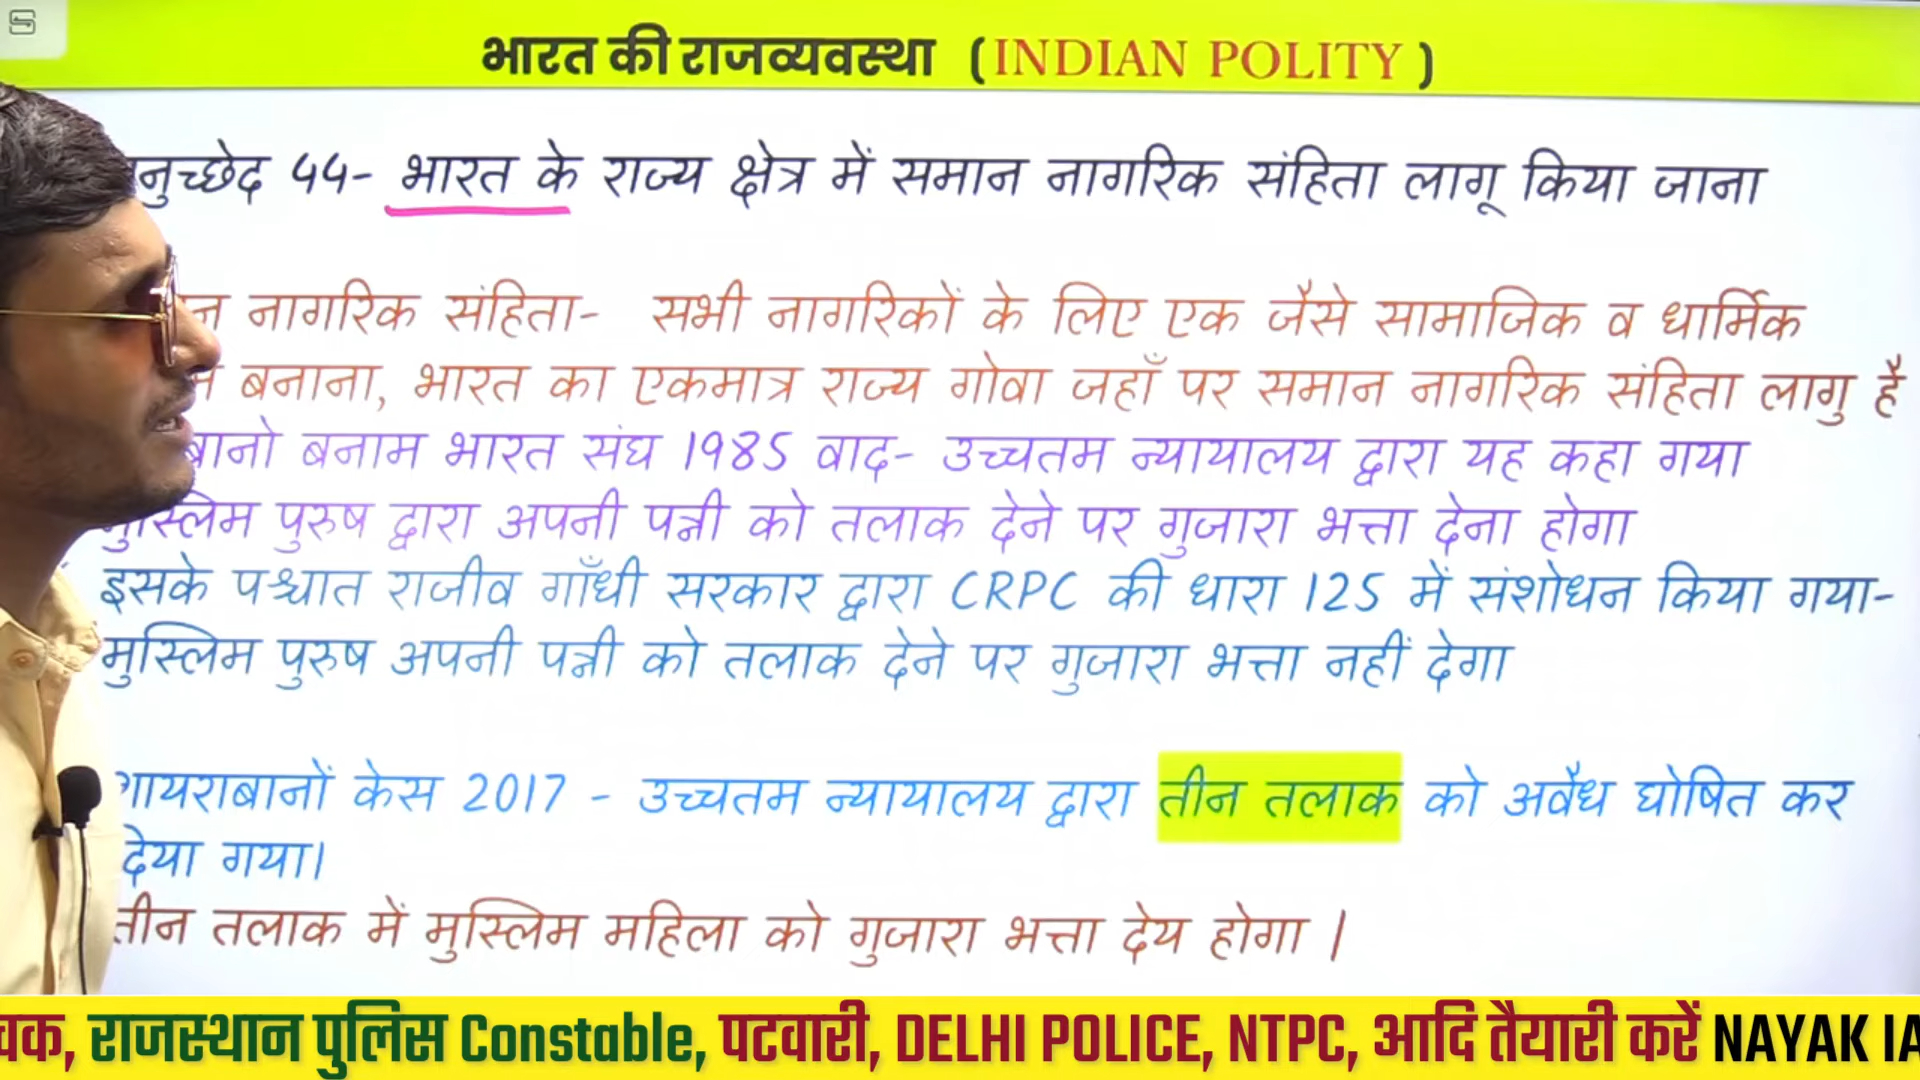 भारत की राजव्यवस्था (INDIAN POLITY )
नुच्छेद 44- भारत के राज्य क्षेत्र में समान नागरिक संहिता लागू किया जाना
न नागरिक संहिता- सभी नागरिकों के लिए एक जैसे सामाजिक व धार्मिक
बनाना, भारत का एकमात्र राज्य गोवा जहाँ पर समान नागरिक संहिता लागु है
बानो बनाम भारत संघ 1985 वाद- उच्चतम न्यायालय द्वारा यह कहा गया
मुस्लिम पुरुष द्वारा अपनी पत्नी को तलाक देने पर गुजारा भत्ता देना होगा
इसके पश्चात राजीव गाँधी सरकार द्वारा CRPC की धारा 125 में संशोधन किया गया-
मुस्लिम पुरुष अपनी पत्नी को तलाक देने पर गुजारा भत्ता नहीं देगा
ायराबानों केस 2017 - उच्चतम न्यायालय द्वारा तीन तलाक को अवैध घोषित कर
देया गया।
तीन तलाक में मुस्लिम महिला को गुजारा भत्ता देय होगा |
चक, राजस्थान पुलिस Constable, पटवारी, DELHI POLICE, NTPC, आदि तैयारी करें NAYAK IA